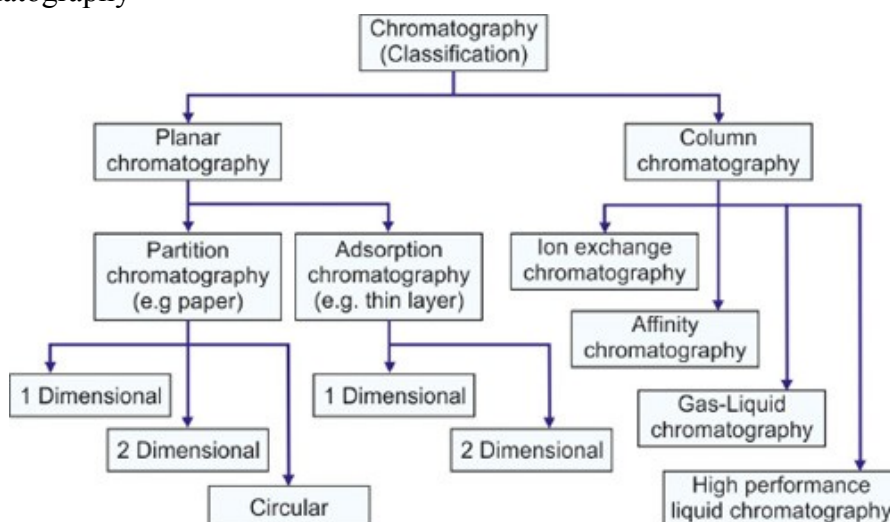 matography
Chromatography
(Classification)
Planar
chromatography
Column
chromatography
Partition
chromatography
(e.g paper)
Adsorption
chromatography
(e.g. thin layer)
Ion exchange
chromatography
Affinity
chromatography
1 Dimensional
1 Dimensional
Gas-Liquid
chromatography
2 Dimensional
2 Dimensional
Circular
High performance
liquid chromatography